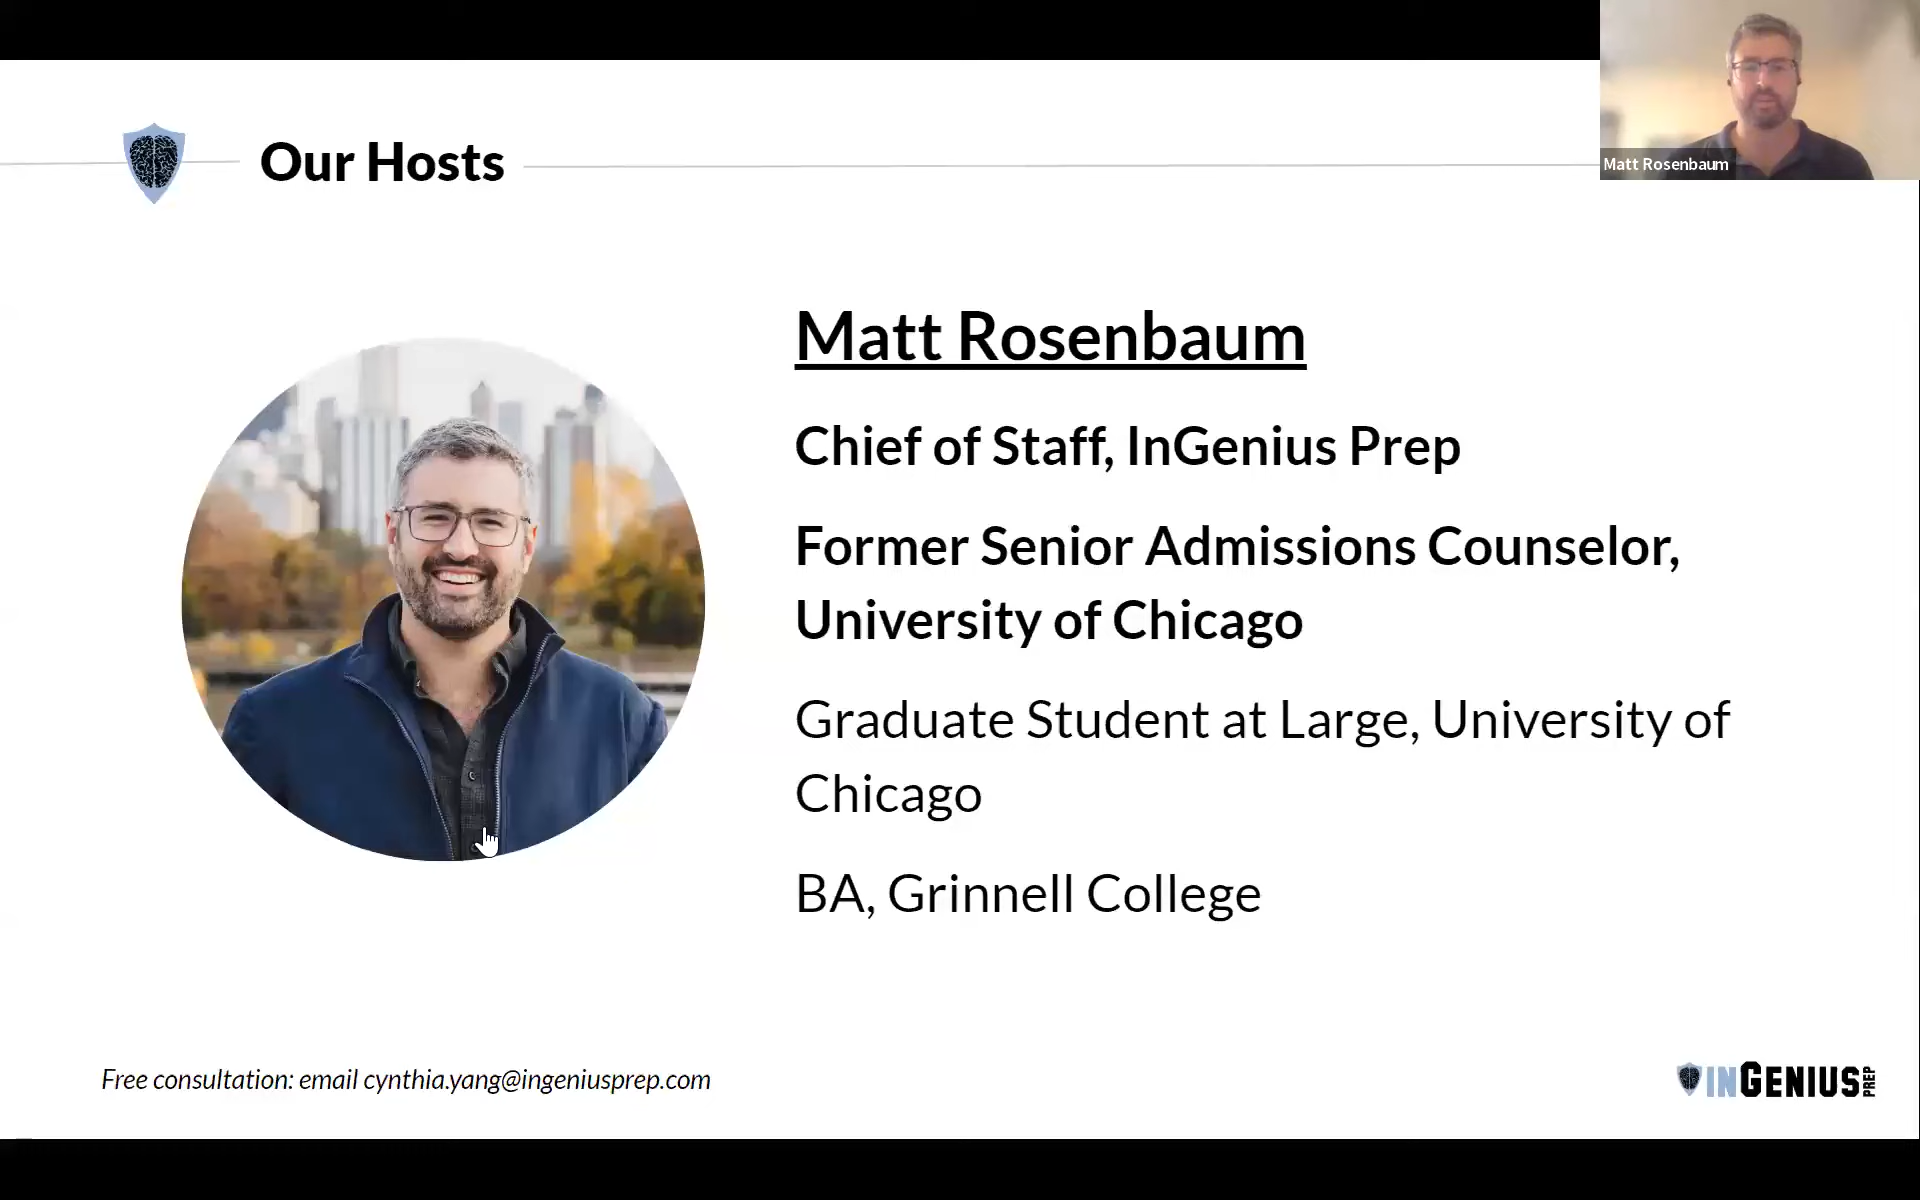 Our Hosts
Matt Rosenbaum
Matt Rosenbaum
Chief of Staff, InGenius Prep
Former Senior Admissions Counselor,
University of Chicago
Graduate Student at Large, University of
Chicago
BA, Grinnell College
Free consultation: email cynthia.yang@ingeniusprep.com
INGENIUS PREP